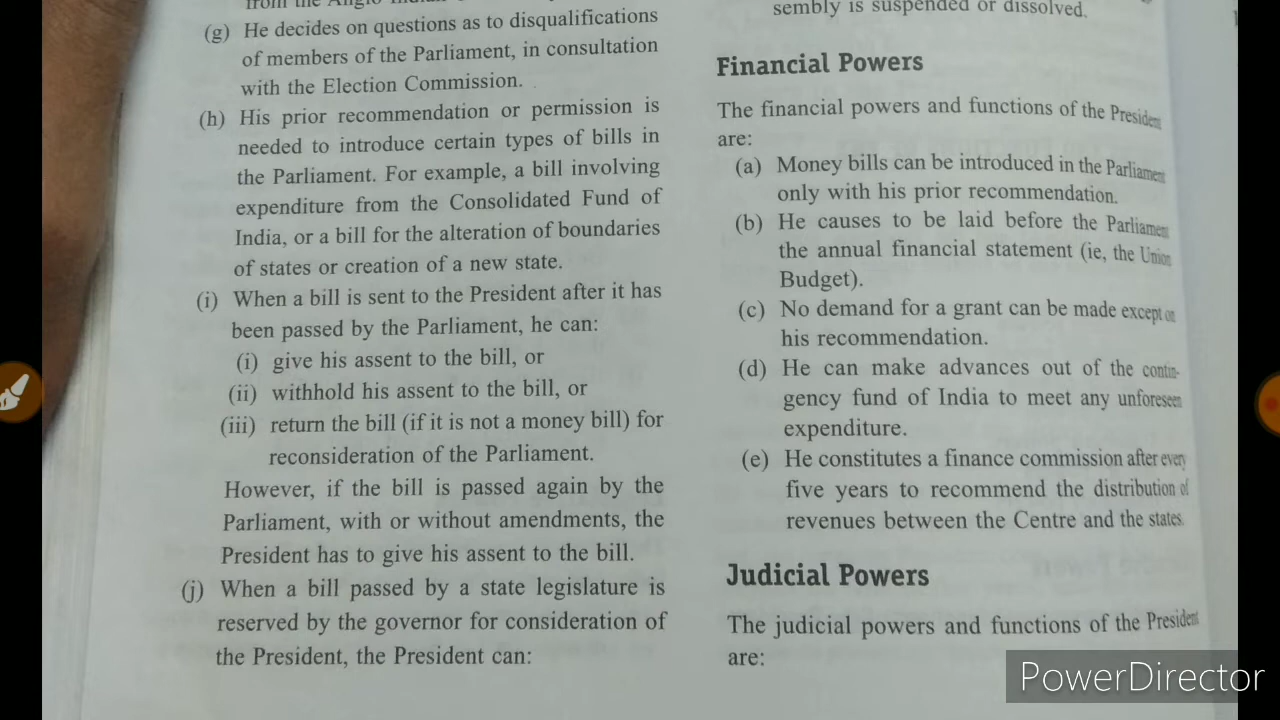 from the Anglo
(g) He decides on questions as to disqualifications
of members of the Parliament, in consultation
with the Election Commission.
(h) His prior recommendation or permission is
needed to introduce certain types of bills in
the Parliament. For example, a bill involving
expenditure from the Consolidated Fund of
India, or a bill for the alteration of boundaries
of states or creation of a new state.
(i) When a bill is sent to the President after it has
been passed by the Parliament, he can:
(i) give his assent to the bill, or
(ii) withhold his assent to the bill, or
(iii) return the bill (if it is not a money bill) for
reconsideration of the Parliament.
However, if the bill is passed again by the
Parliament, with or without amendments, the
President has to give his assent to the bill.
(j) When a bill passed by a state legislature is
reserved by the governor for consideration of
the President, the President can:
sembly is suspended or dissolved.
Financial Powers
The financial powers and functions of the President
are:
(a) Money bills can be introduced in the Parliament
only with his prior recommendation.
(b) He causes to be laid before the Parliament
the annual financial statement (ie, the Union
Budget).
(c) No demand for a grant can be made except on
his recommendation.
(d) He can make advances out of the contin-
gency fund of India to meet any unforeseen
expenditure.
(e) He constitutes a finance commission after every
five years to recommend the distribution of
revenues between the Centre and the states.
Judicial Powers
The judicial powers and functions of the President
are:
PowerDirector